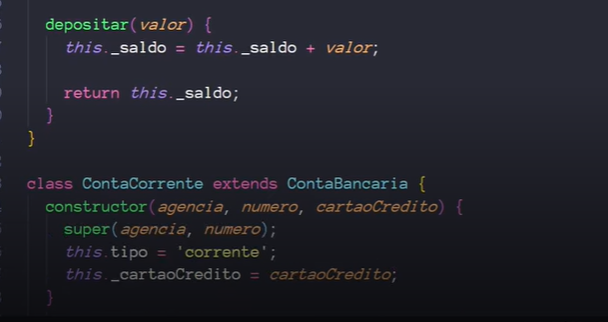 depositar(valor) {
this._saldo = this._saldo + valor;
return this._saldo;
}
}
class ContaCorrente extends ContaBancaria {
constructor(agencia, numero, cartaoCredito) {
super(agencia, numero);
this.tipo = 'corrente';
this._cartaoCredito = cartaoCredito;
}